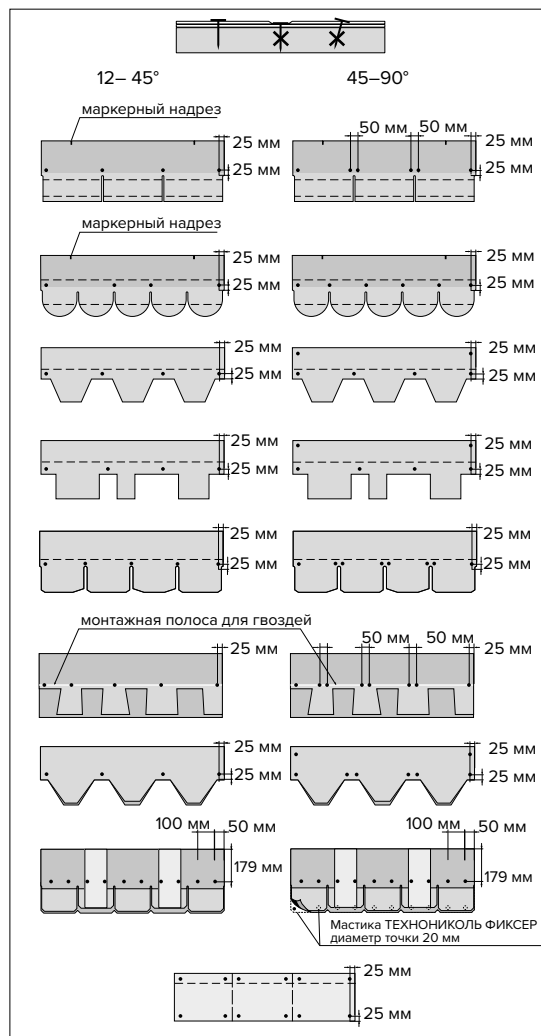 12– 45° 45–90°
маркерный надрез
25 мм 50 мм 50 мм 25 мм
25 мм 25 мм
маркерный надрез
25 мм 25 мм
25 мм 25 мм
25 мм 25 мм
25 мм 25 мм
25 мм 25 мм
25 мм 25 мм
25 мм 25 мм
25 мм 25 мм
монтажная полоса для гвоздей
25 мм 50 мм 50 мм 25 мм
25 мм 25 мм
25 мм 25 мм
100 мм 50 мм 100 мм 50 мм
179 мм 179 мм
Мастика ТЕХНОНИКОЛЬ ФИКСЕР
диаметр точки 20 мм
25 мм
25 мм